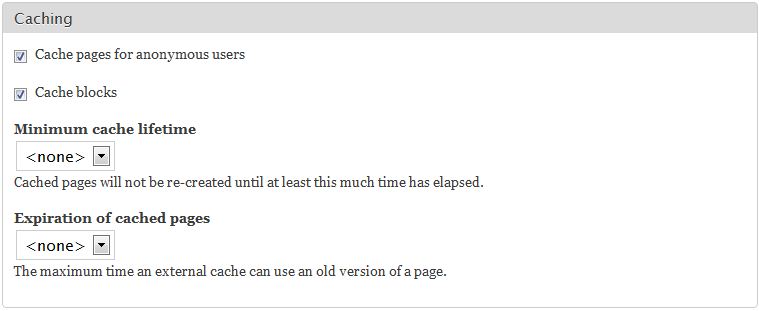 Caching
Cache pages for anonymous users
Cache blocks
Minimum cache lifetime
<none>
Cached pages will not be re-created until at least this much time has elapsed.
Expiration of cached pages
<none>
The maximum time an external cache can use an old version of a page.